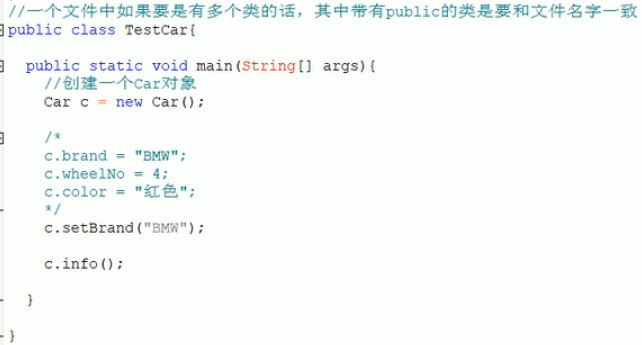 //一个文件中如果要是有多个类的话，其中带有public的类是要和文件名字一致
public class TestCar{
public static void main(String[] args){
//创建一个Car对象
Car c = new Car();
/*
c.brand = "BMW";
c.wheelNo = 4;
c.color = "红色";
*/
c.setBrand("BMW");
c.info();
}
}